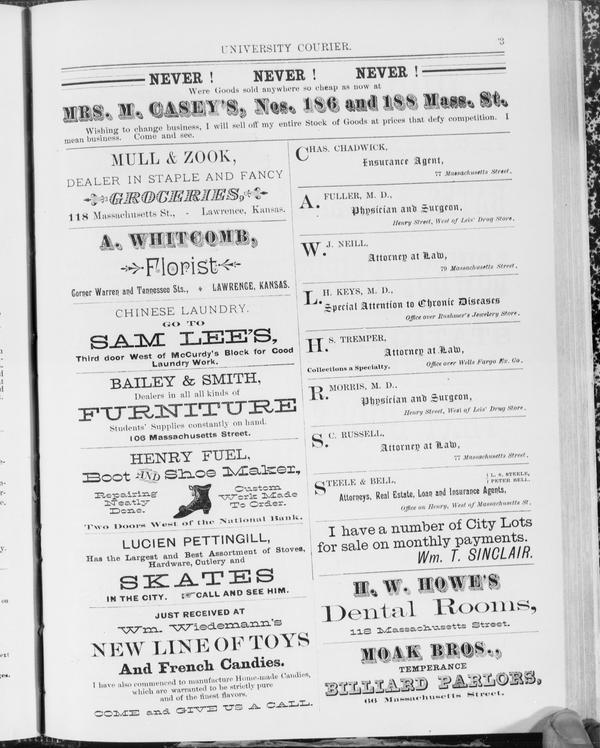 UNIVERSITY COURIER.
3
NEVER ! NEVER ! NEVER !
Were Goods sold anywhere so cheap as now at
MRS. M. CASEY'S, Nos. 186 and 188 Mass. St.
Wishing to change business, I will sell off my entire Stock of Goods at prices that defy competition. I
mean business. Come and see.
MULL & ZOOK,
DEALER IN STAPLE AND FANCY
GROCERIES,
118 Massachusetts St., - Lawrence, Kansas.
A. WHITCOMB,
Florist
Corner Warren and Tennessee Sts., LAWRENCE, KANSAS.
CHINESE LAUNDRY.
GO TO
SAM LEE'S,
Third door West of McCurdy's Block for Good
Laundry Work.
BAILEY & SMITH,
Dealers in all all kinds of
FURNITURE
Students' Supplies constantly on hand.
106 Massachusetts Street.
HENRY FUEL,
Boot AND Shoe Maker,
Repairing
Neatly
Done.
Custom
Work Made
To Order.
Two Doors West of the National Bank.
LUCIEN PETTINGILL,
Has the Largest and Best Assortment of Stoves,
Hardware, Cutlery and
SKATES
IN THE CITY. CALL AND SEE HIM.
JUST RECEIVED AT
Wm. Wiedemann's
NEW LINE OF TOYS
And French Candies.
I have also commenced to manufacture Home-made Candies,
which are warranted to be strictly pure
and of the finest flavors.
COME and GIVE US A CALL.
CHAS. CHADWICK,
Insurance Agent,
77 Massachusetts Street.
A. FULLER, M. D.,
Physician and Surgeon,
Henry Street, West of Leis' Drug Store.
W. J. NEILL,
Attorney at Law,
79 Massachusetts Street.
L. H. KEYS, M. D.,
Special Attention to Chronic Diseases
Office over Rushmer's Jewelery Store.
H. S. TREMPER,
Attorney at Law,
Collections a Specialty. Office over Wells Fargo Ex. Co.
R. MORRIS, M. D.,
Physician and Surgeon,
Henry Street, West of Leis' Drug Store.
S. C. RUSSELL,
Attorney at Law,
77 Massachusetts Street.
STEELE & BELL, { L. S. STEELE,
{ PETER BELL.
Attorneys, Real Estate, Loan and Insurance Agents,
Office on Henry, West of Massachusetts St.
I have a number of City Lots
for sale on monthly payments.
Wm. T. SINCLAIR.
H. W. HOWE'S
Dental Rooms,
118 Massachusetts Street.
MOAK BROS.,
TEMPERANCE
BILLIARD PARLORS,
66 Massachusetts Street.